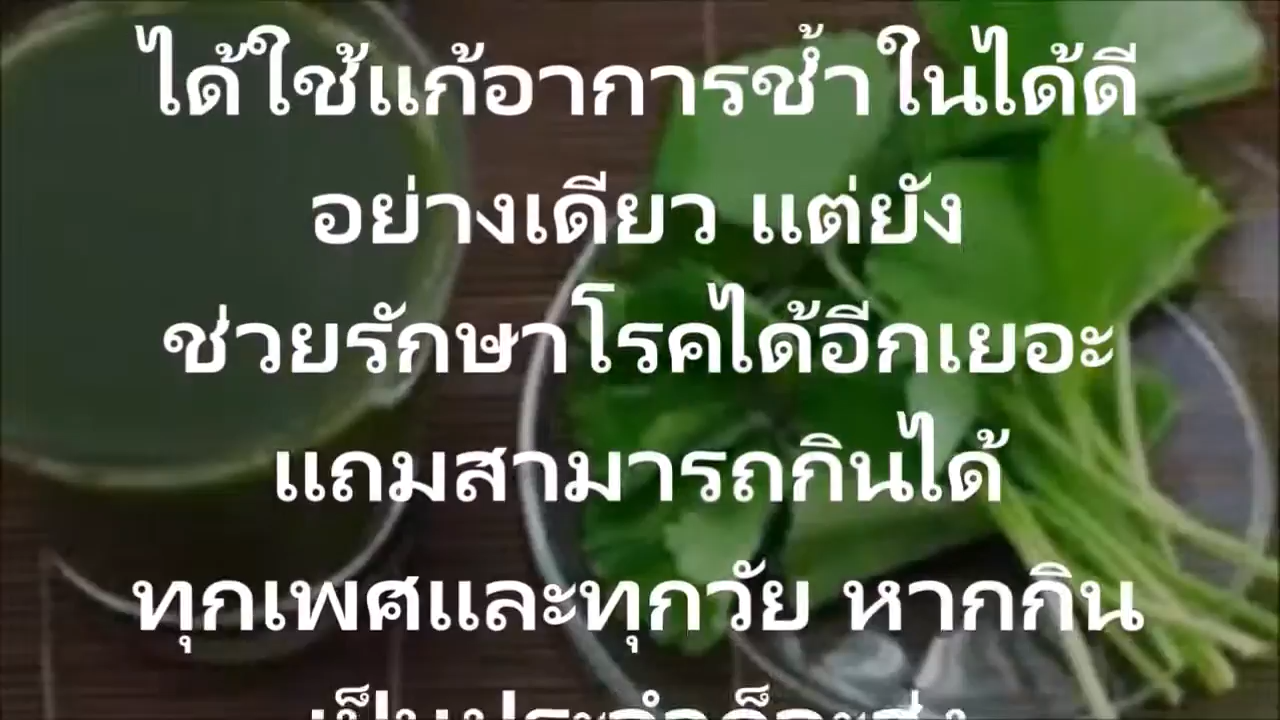 ได้ใช้แก้อาการช้ำในได้ดี
อย่างเดียว แต่ยัง
ช่วยรักษาโรคได้อีกเยอะ
แถมสามารถกินได้
ทุกเพศและทุกวัย หากกิน